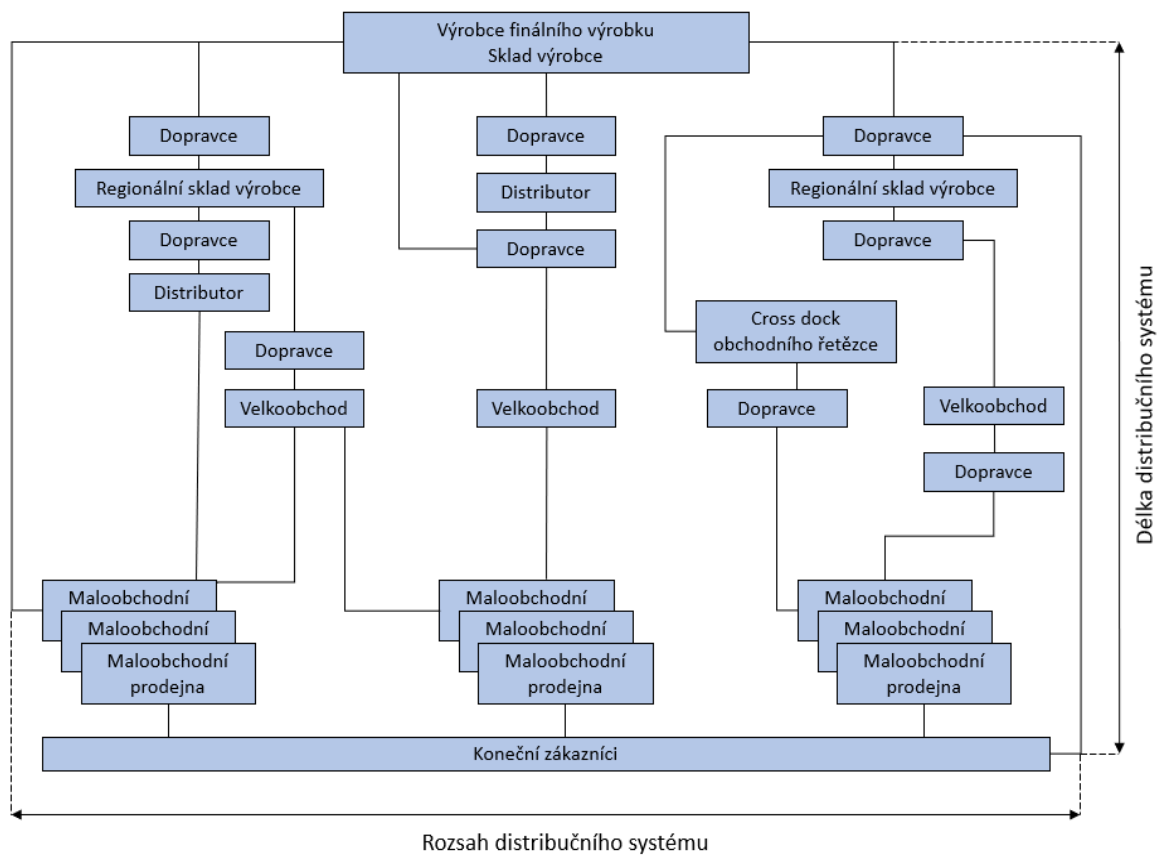 Výrobce finálního výrobku
Sklad výrobce
Dopravce
Dopravce
Dopravce
Regionální sklad výrobce
Distributor
Regionální sklad výrobce
Dopravce
Dopravce
Dopravce
Distributor
Cross dock
obchodního řetězce
Dopravce
Velkoobchod
Velkoobchod
Dopravce
Velkoobchod
Dopravce
Maloobchodní
Maloobchodní
Maloobchodní
prodejna
Maloobchodní
Maloobchodní
Maloobchodní
prodejna
Maloobchodní
Maloobchodní
Maloobchodní
prodejna
Koneční zákazníci
Délka distribučního systému
Rozsah distribučního systému